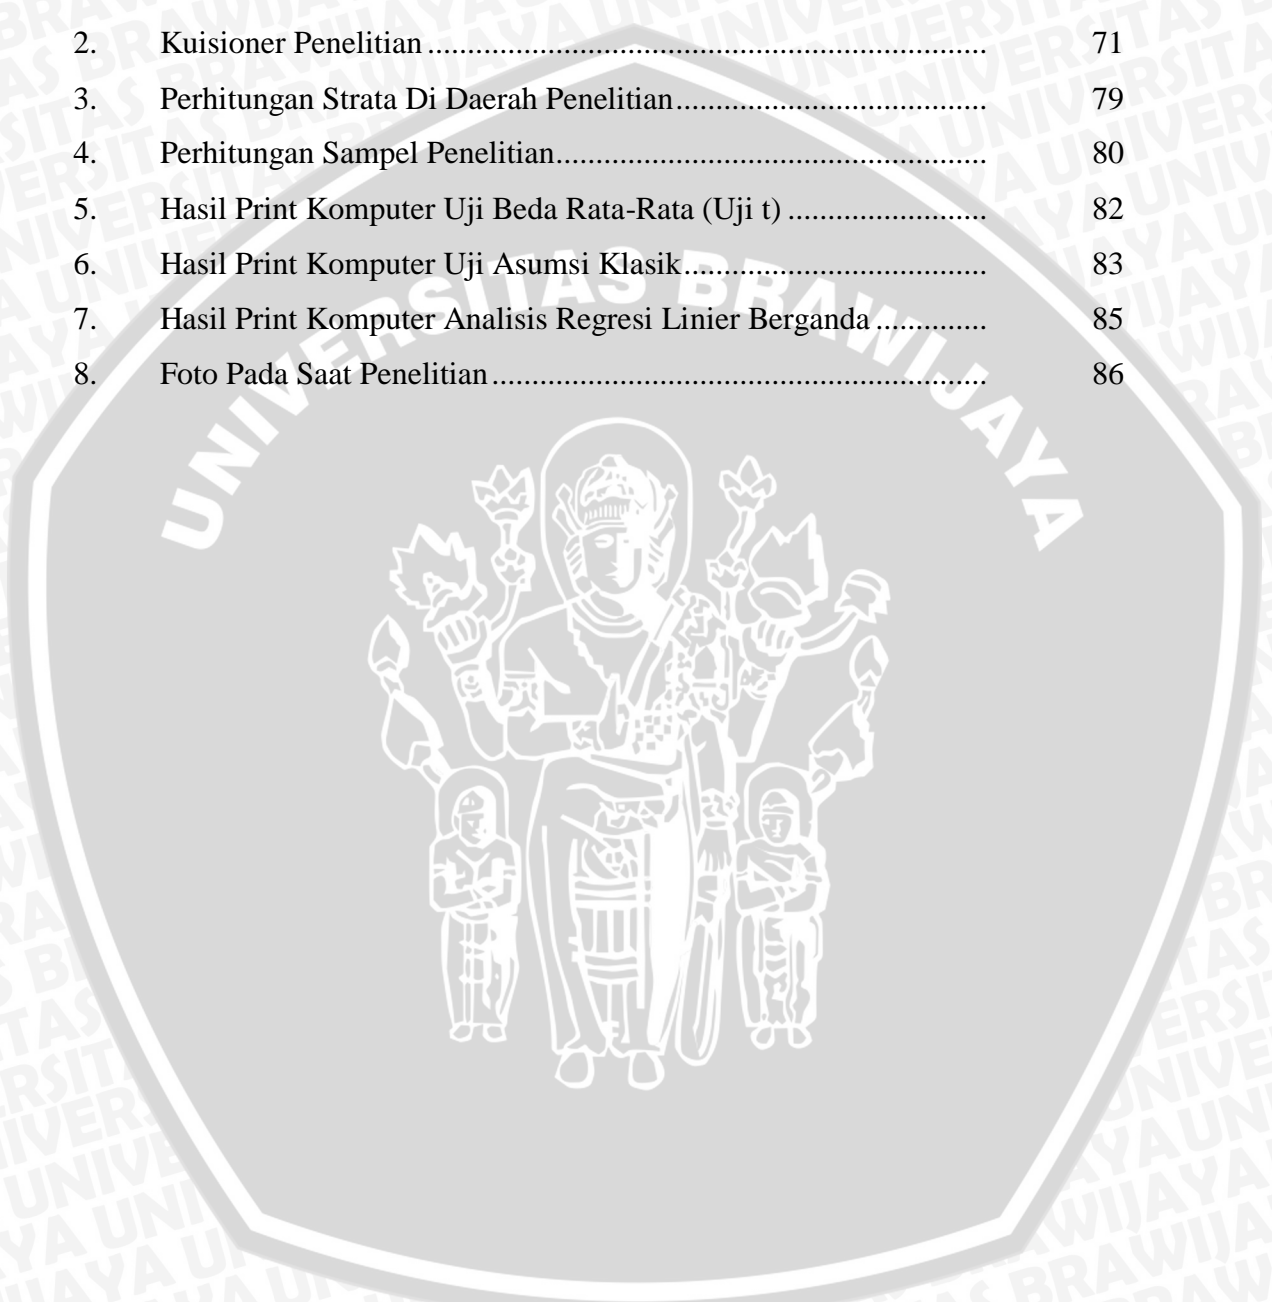 2. Kuisioner Penelitian ..................................................................... 71
3. Perhitungan Strata Di Daerah Penelitian...................................... 79
4. Perhitungan Sampel Penelitian..................................................... 80
5. Hasil Print Komputer Uji Beda Rata-Rata (Uji t) ........................ 82
6. Hasil Print Komputer Uji Asumsi Klasik..................................... 83
7. Hasil Print Komputer Analisis Regresi Linier Berganda .............. 85
8. Foto Pada Saat Penelitian ............................................................. 86
UNIVERSITAS BRAWIJAYA